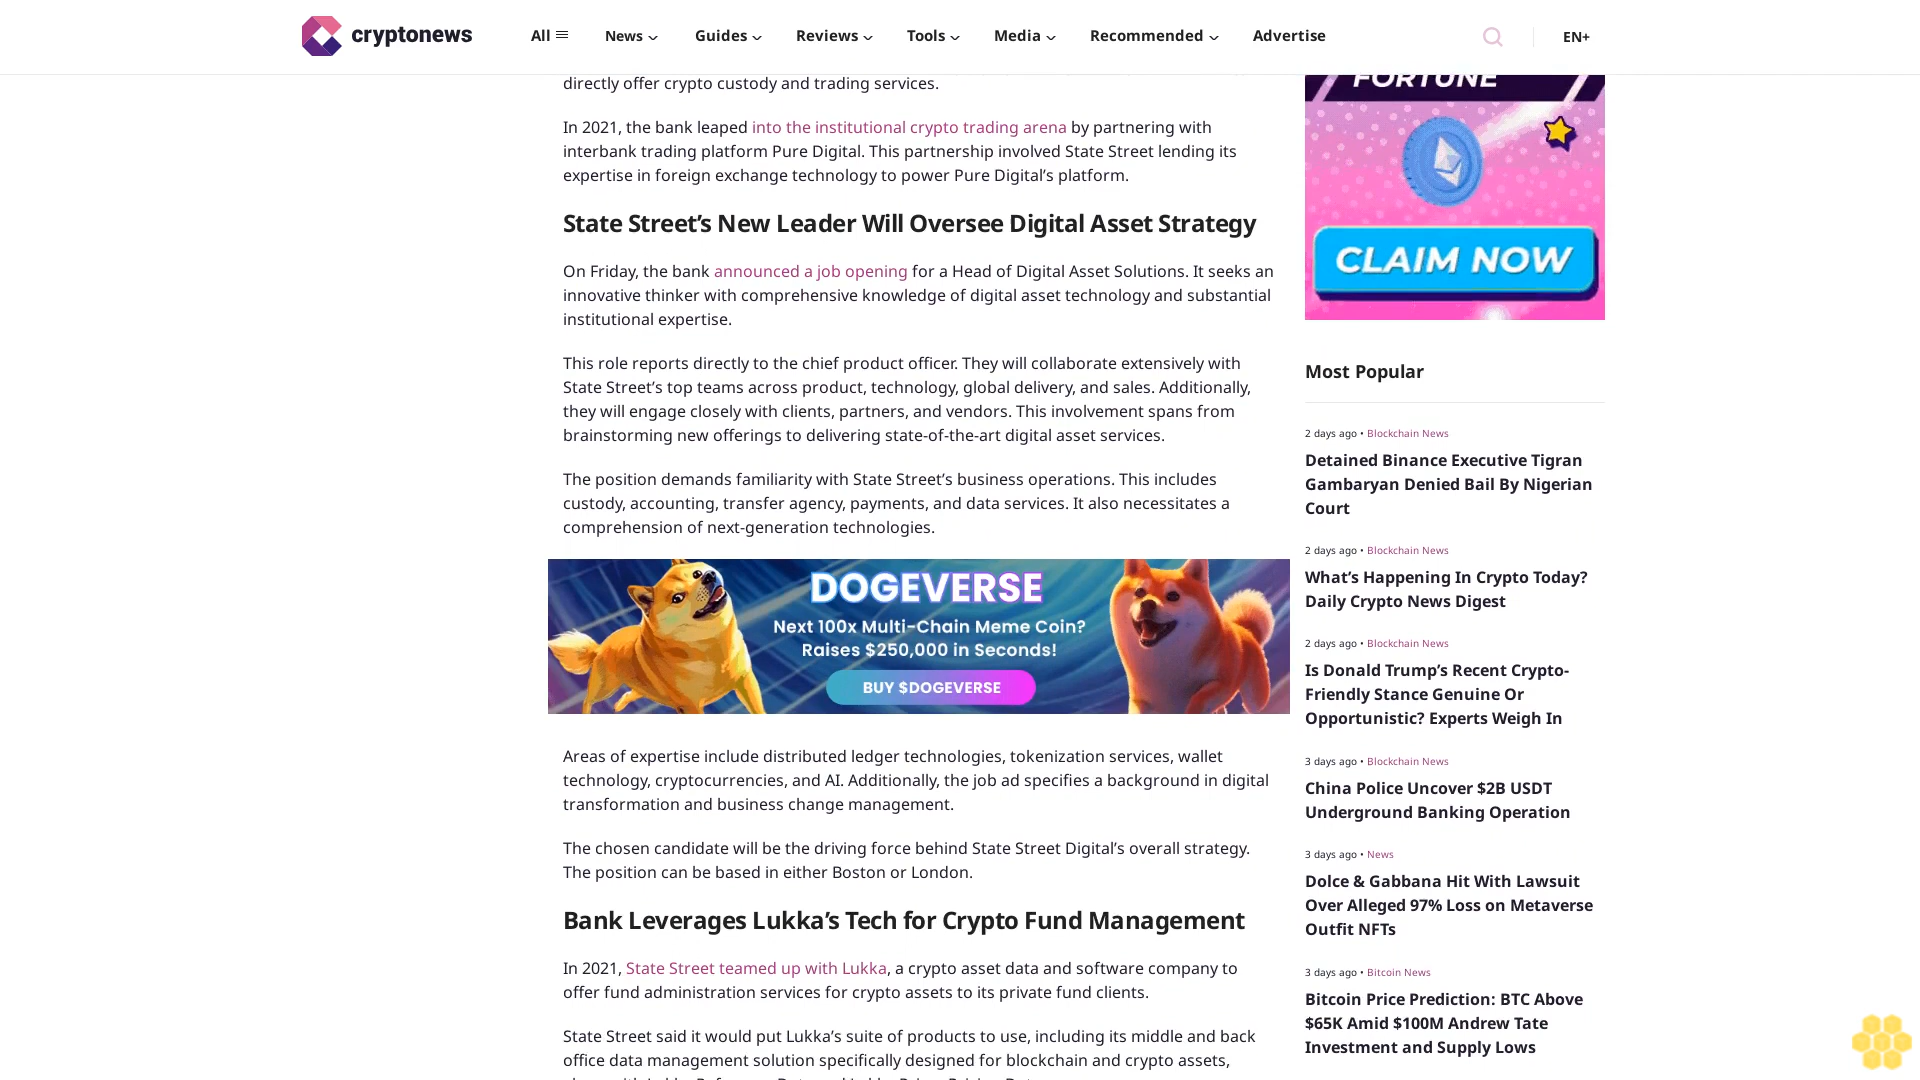 cryptonews
All
News
Guides
Reviews
Tools
Media
Recommended
Advertise
EN+
directly offer crypto custody and trading services.
In 2021, the bank leaped into the institutional crypto trading arena by partnering with
interbank trading platform Pure Digital. This partnership involved State Street lending its
expertise in foreign exchange technology to power Pure Digital’s platform.
State Street’s New Leader Will Oversee Digital Asset Strategy
On Friday, the bank announced a job opening for a Head of Digital Asset Solutions. It seeks an
innovative thinker with comprehensive knowledge of digital asset technology and substantial
institutional expertise.
This role reports directly to the chief product officer. They will collaborate extensively with
State Street’s top teams across product, technology, global delivery, and sales. Additionally,
they will engage closely with clients, partners, and vendors. This involvement spans from
brainstorming new offerings to delivering state-of-the-art digital asset services.
The position demands familiarity with State Street’s business operations. This includes
custody, accounting, transfer agency, payments, and data services. It also necessitates a
comprehension of next-generation technologies.
DOGEVERSE
Next 100x Multi-Chain Meme Coin?
Raises $250,000 in Seconds!
BUY $DOGEVERSE
Areas of expertise include distributed ledger technologies, tokenization services, wallet
technology, cryptocurrencies, and AI. Additionally, the job ad specifies a background in digital
transformation and business change management.
The chosen candidate will be the driving force behind State Street Digital’s overall strategy.
The position can be based in either Boston or London.
Bank Leverages Lukka’s Tech for Crypto Fund Management
In 2021, State Street teamed up with Lukka, a crypto asset data and software company to
offer fund administration services for crypto assets to its private fund clients.
State Street said it would put Lukka’s suite of products to use, including its middle and back
office data management solution specifically designed for blockchain and crypto assets,
FORTUNE
CLAIM NOW
Most Popular
2 days ago • Blockchain News
Detained Binance Executive Tigran
Gambaryan Denied Bail By Nigerian
Court
2 days ago • Blockchain News
What’s Happening In Crypto Today?
Daily Crypto News Digest
2 days ago • Blockchain News
Is Donald Trump’s Recent Crypto-
Friendly Stance Genuine Or
Opportunistic? Experts Weigh In
3 days ago • Blockchain News
China Police Uncover $2B USDT
Underground Banking Operation
3 days ago • News
Dolce & Gabbana Hit With Lawsuit
Over Alleged 97% Loss on Metaverse
Outfit NFTs
3 days ago • Bitcoin News
Bitcoin Price Prediction: BTC Above
$65K Amid $100M Andrew Tate
Investment and Supply Lows